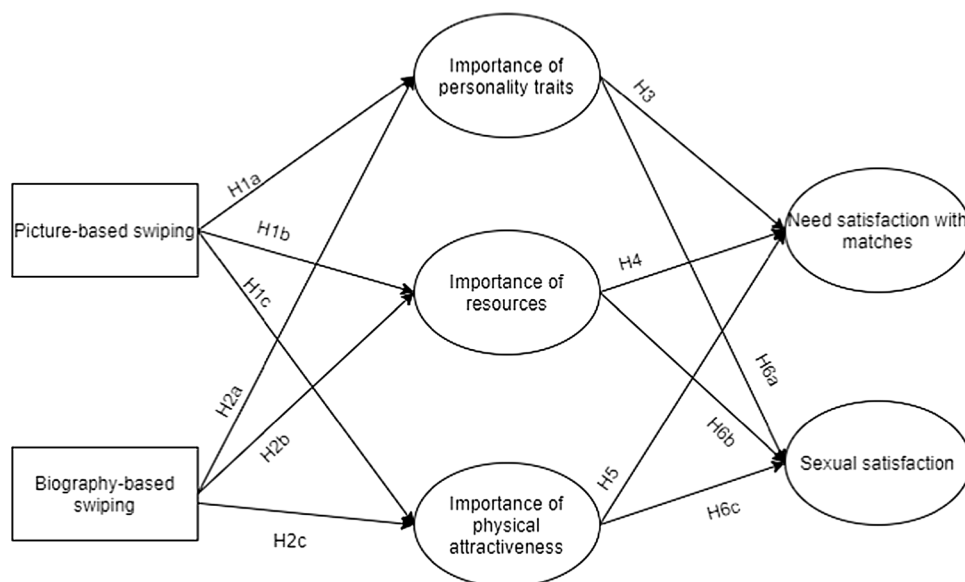 Importance of
personality traits
H3
H1a
Picture-based swiping
H1b
Need satisfaction with
matches
H4
Importance of
resources
H1c
H6a
H2a
H2b
H6b
Biography-based
swiping
Sexual satisfaction
H5
Importance of
physical
attractiveness
H6c
H2c